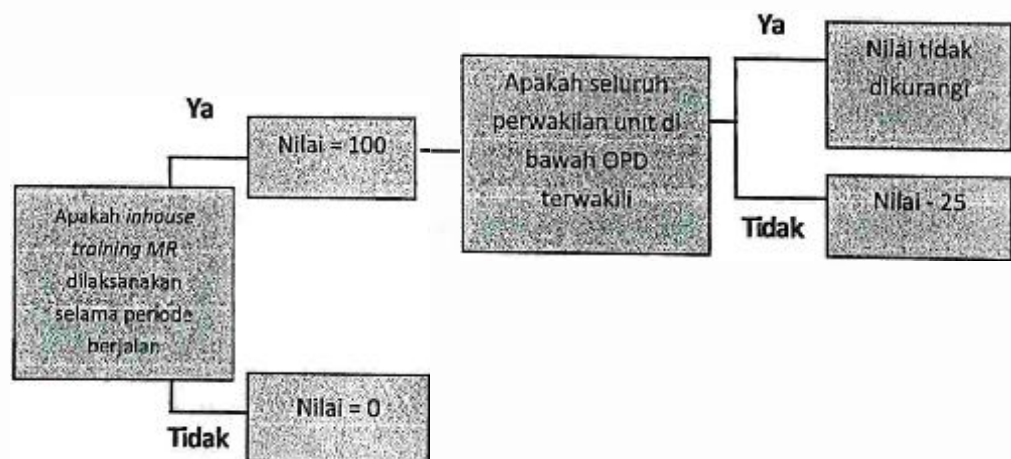 Apakah inhouse
training MR
dilaksanakan
selama periode
berjalan
Ya
Nilai = 100
Tidak
Nilai = 0
Apakah seluruh
perwakilan unit di
bawah OPD
terwakili
Ya
Nilai tidak
dikurangi
Tidak
Nilai - 25